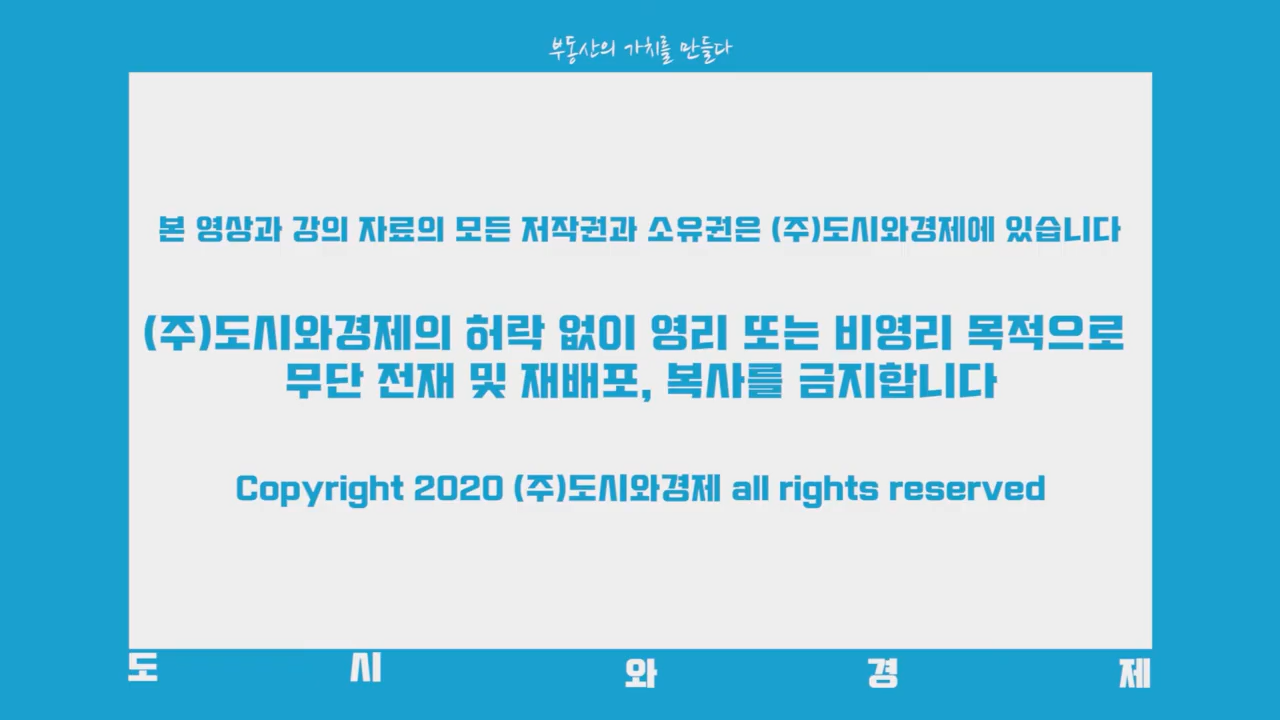 부동산의 가치를 만들다
본 영상과 강의 자료의 모든 저작권과 소유권은 (주)도시와경제에 있습니다
(주)도시와경제의 허락 없이 영리 또는 비영리 목적으로
무단 전재 및 재배포, 복사를 금지합니다
Copyright 2020 (주)도시와경제 all rights reserved
도 시 와 경 제